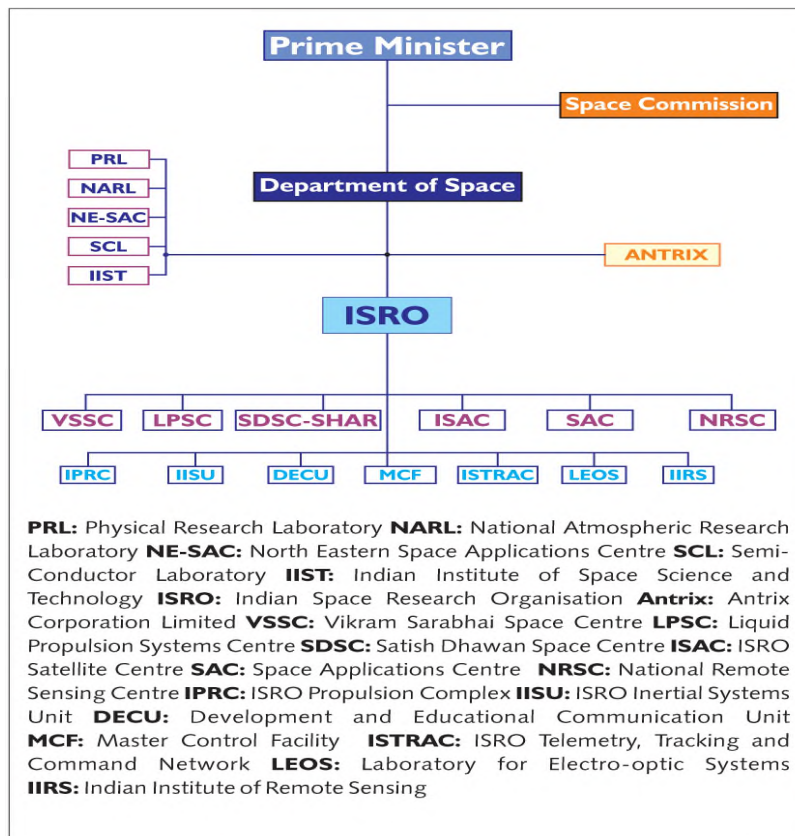 Prime Minister
Space Commission
PRL
Department of Space
NARL
NE-SAC
SCL
ANTRIX
IIST
ISRO
VSSC LPSC SDSC-SHAR ISAC SAC NRSC
IPRC IISU DECU MCF ISTRAC LEOS IIRS
PRL: Physical Research Laboratory NARL: National Atmospheric Research
Laboratory NE-SAC: North Eastern Space Applications Centre SCL: Semi-
Conductor Laboratory IIST: Indian Institute of Space Science and
Technology ISRO: Indian Space Research Organisation Antrix: Antrix
Corporation Limited VSSC: Vikram Sarabhai Space Centre LPSC: Liquid
Propulsion Systems Centre SDSC: Satish Dhawan Space Centre ISAC: ISRO
Satellite Centre SAC: Space Applications Centre NRSC: National Remote
Sensing Centre IPRC: ISRO Propulsion Complex IISU: ISRO Inertial Systems
Unit DECU: Development and Educational Communication Unit
MCF: Master Control Facility ISTRAC: ISRO Telemetry, Tracking and
Command Network LEOS: Laboratory for Electro-optic Systems
IIRS: Indian Institute of Remote Sensing